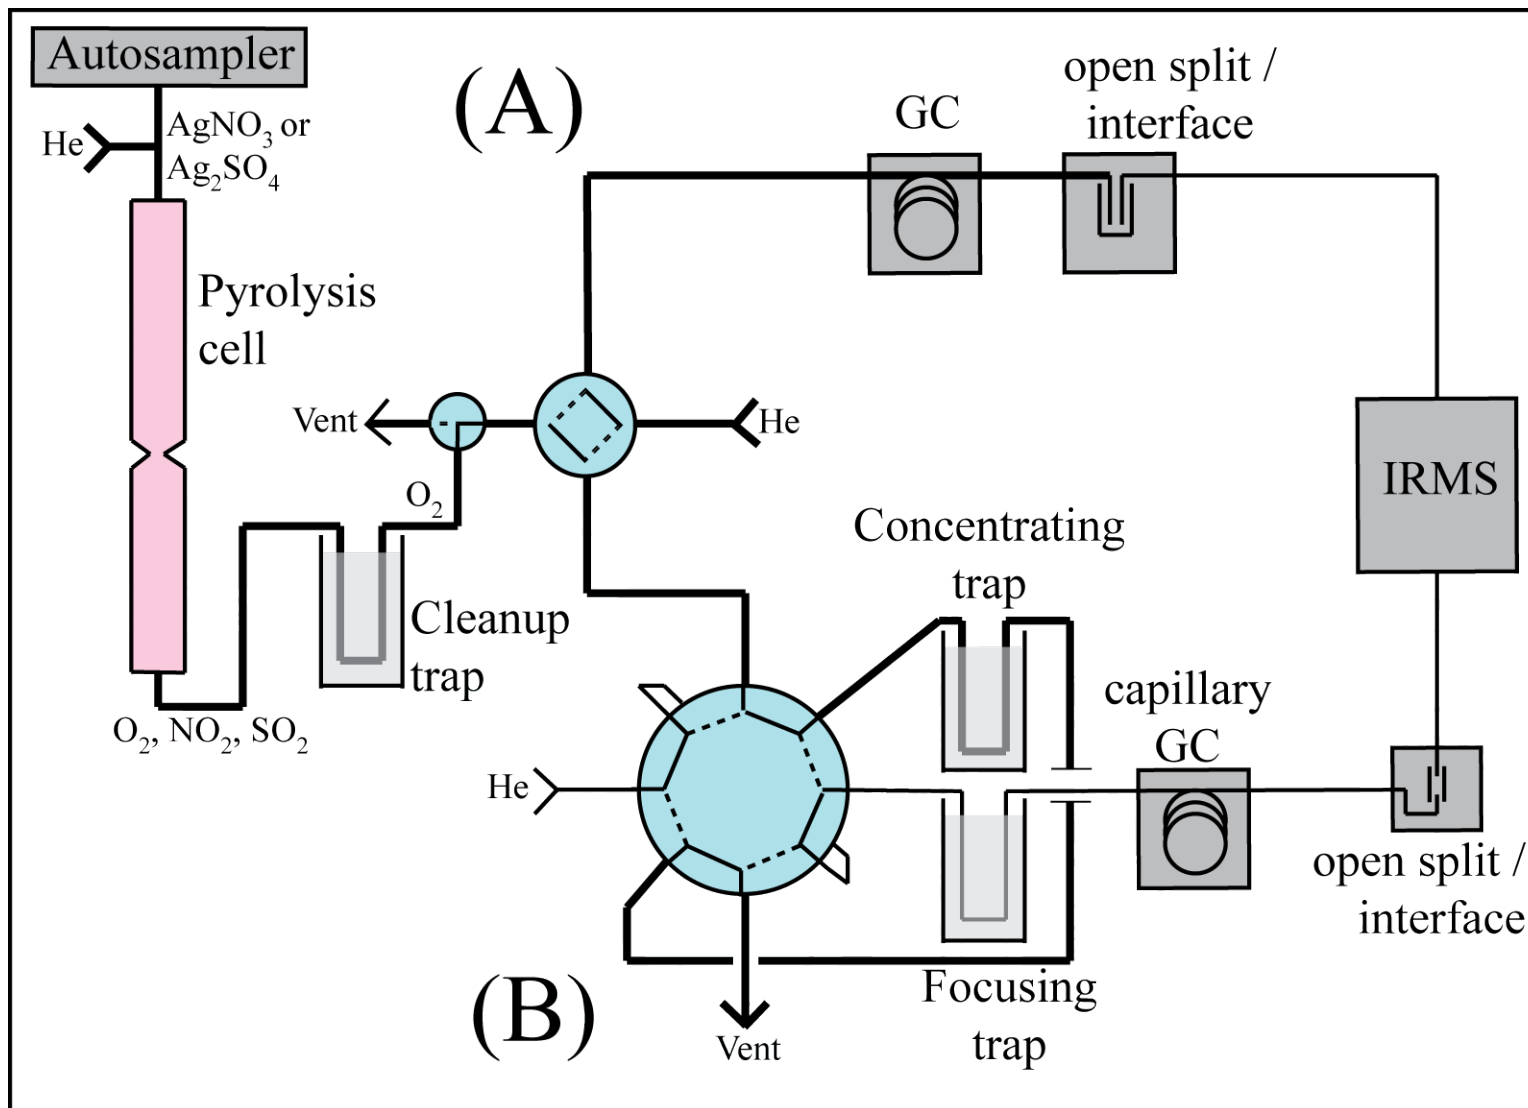 Autosampler
He
AgNO₃ or
Ag₂SO₄
(A)
GC
open split /
interface
Pyrolysis
cell
Vent
He
O₂
IRMS
Cleanup
trap
Concentrating
trap
O₂, NO₂, SO₂
capillary
GC
He
open split /
interface
(B)
Focusing
trap
Vent